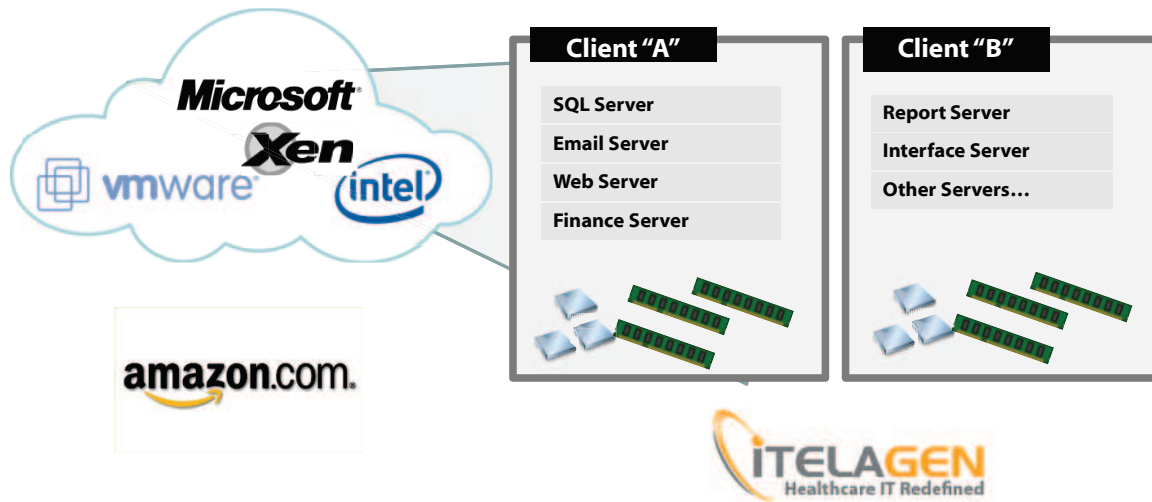 Microsoft
Xen
vmware
intel
amazon.com.
Client "A"
SQL Server
Email Server
Web Server
Finance Server
Client "B"
Report Server
Interface Server
Other Servers...
iTELAGEN
Healthcare IT Redefined